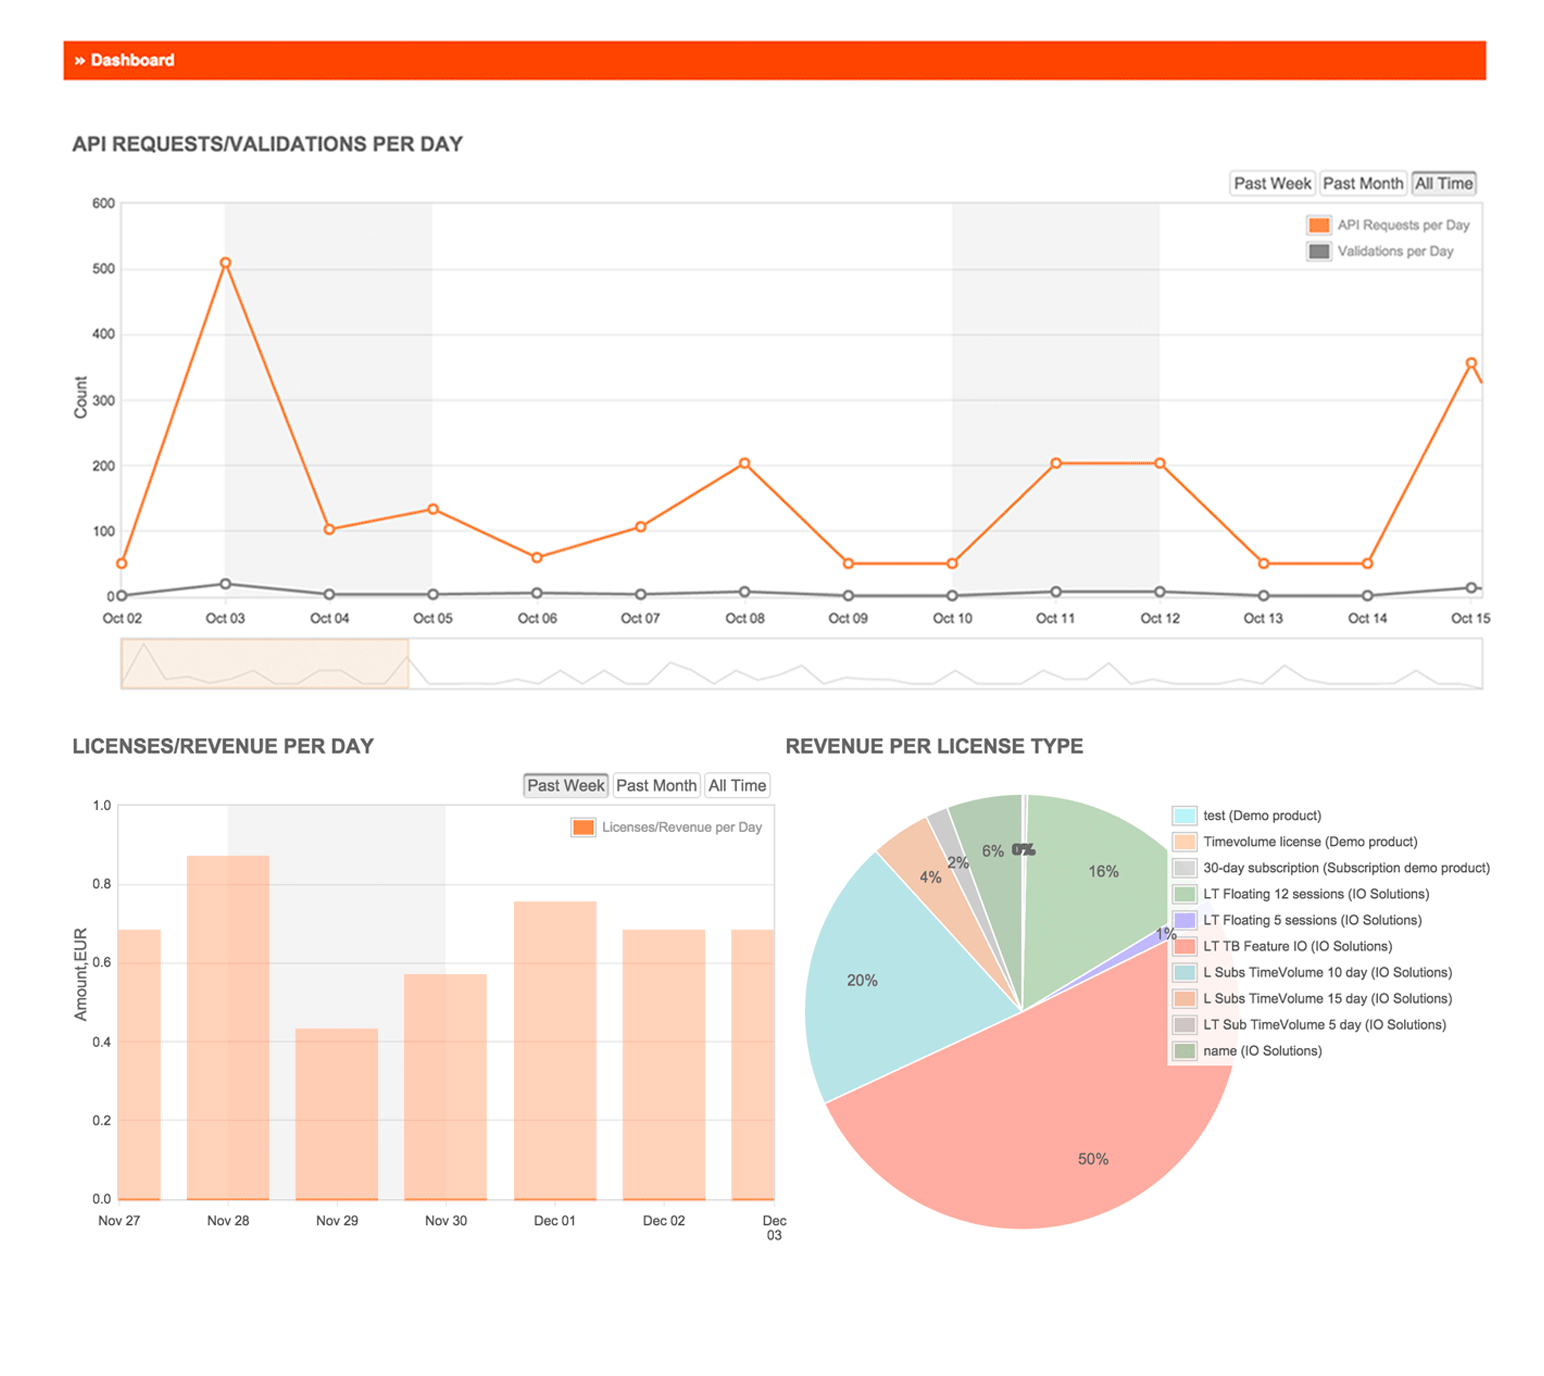 » Dashboard
API REQUESTS/VALIDATIONS PER DAY
Past Week Past Month All Time
API Requests per Day
Validations per Day
600
500
400
300
200
100
0
Count
Oct 02 Oct 03 Oct 04 Oct 05 Oct 06 Oct 07 Oct 08 Oct 09 Oct 10 Oct 11 Oct 12 Oct 13 Oct 14 Oct 15
LICENSES/REVENUE PER DAY
Past Week Past Month All Time
Licenses/Revenue per Day
1.0
0.8
0.6
0.4
0.2
0.0
Amount,EUR
Nov 27 Nov 28 Nov 29 Nov 30 Dec 01 Dec 02 Dec 03
REVENUE PER LICENSE TYPE
test (Demo product)
Timevolume license (Demo product)
30-day subscription (Subscription demo product)
LT Floating 12 sessions (IO Solutions)
LT Floating 5 sessions (IO Solutions)
LT TB Feature IO (IO Solutions)
L Subs TimeVolume 10 day (IO Solutions)
L Subs TimeVolume 15 day (IO Solutions)
LT Sub TimeVolume 5 day (IO Solutions)
name (IO Solutions)
0%
16%
1%
50%
20%
4%
2%
6%